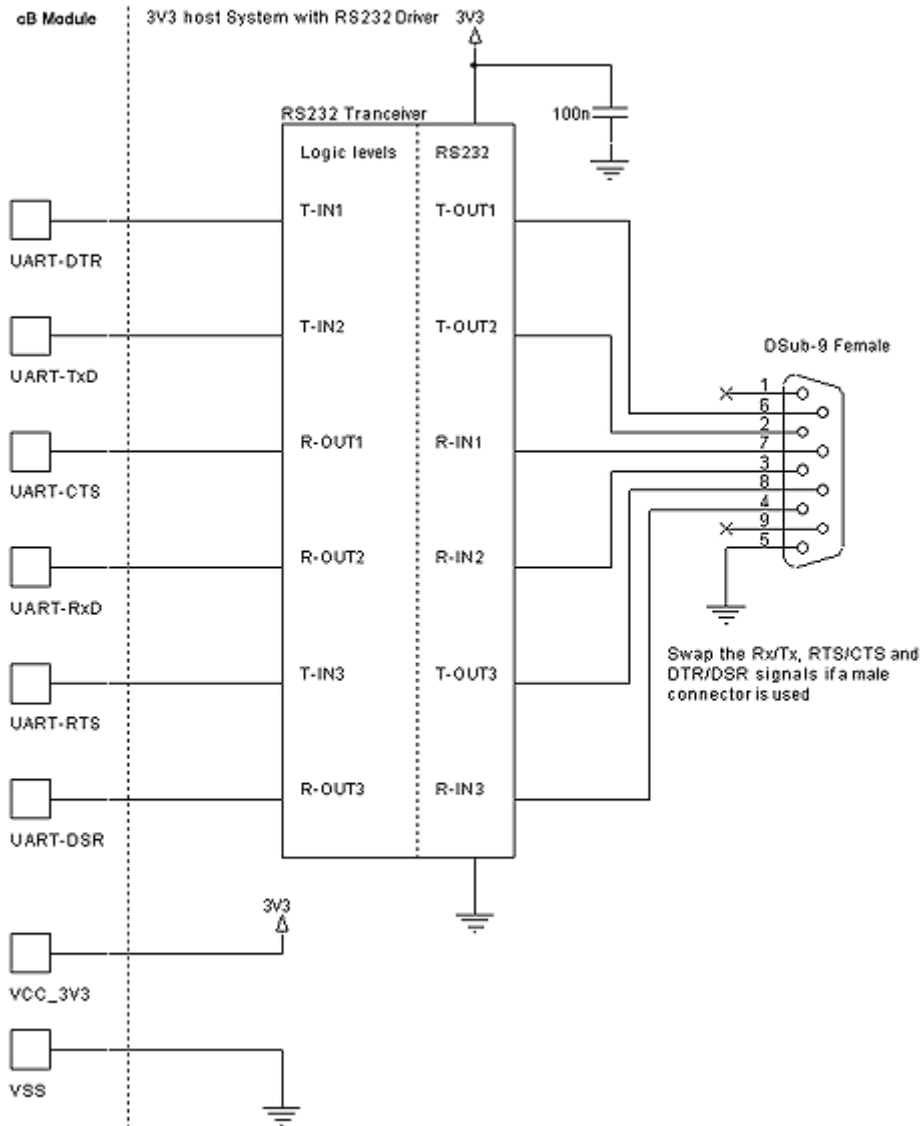 cB Module
3V3 host System with RS232 Driver
3V3
100n
RS232 Tranceiver
Logic levels
RS232
T-IN1
T-OUT1
UART-DTR
T-IN2
T-OUT2
UART-TxD
R-OUT1
R-IN1
UART-CTS
R-OUT2
R-IN2
UART-RxD
T-IN3
T-OUT3
UART-RTS
R-OUT3
R-IN3
UART-DSR
DSub-9 Female
1
6
2
7
3
8
4
9
5
Swap the Rx/Tx, RTS/CTS and
DTR/DSR signals if a male
connector is used
3V3
VCC_3V3
VSS